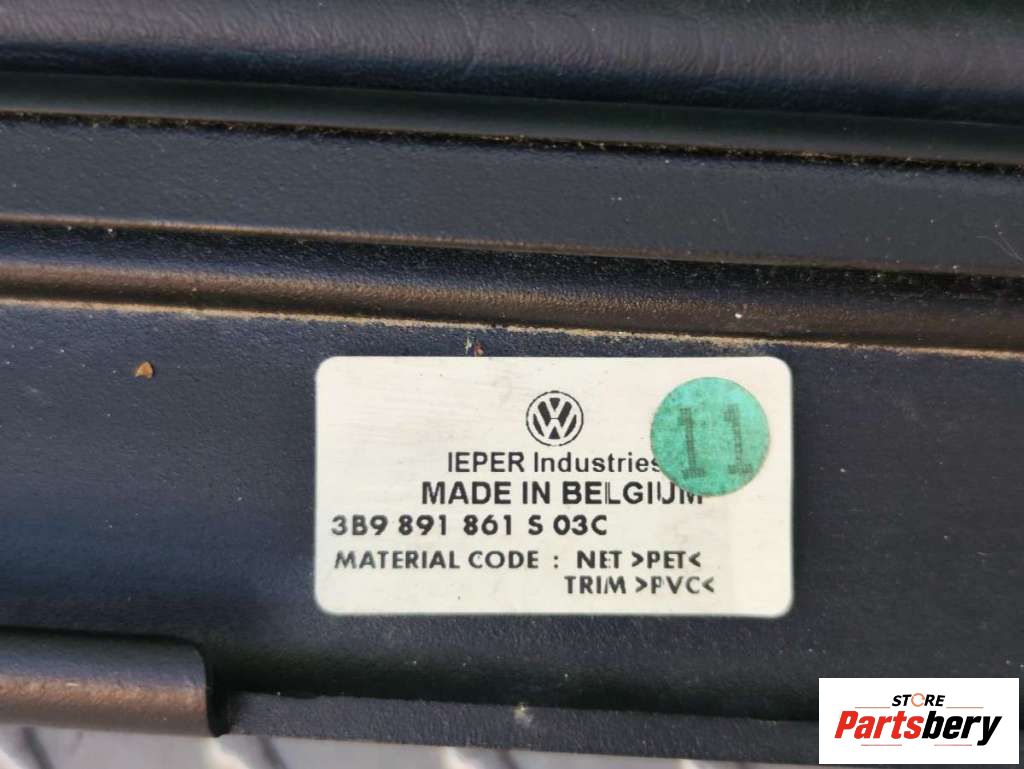 VW
IEPER Industries
11
MADE IN BELGIUM
3B9 891 861 S 03C
MATERIAL CODE : NET >PET<
TRIM >PVC<
STORE
Partsbery